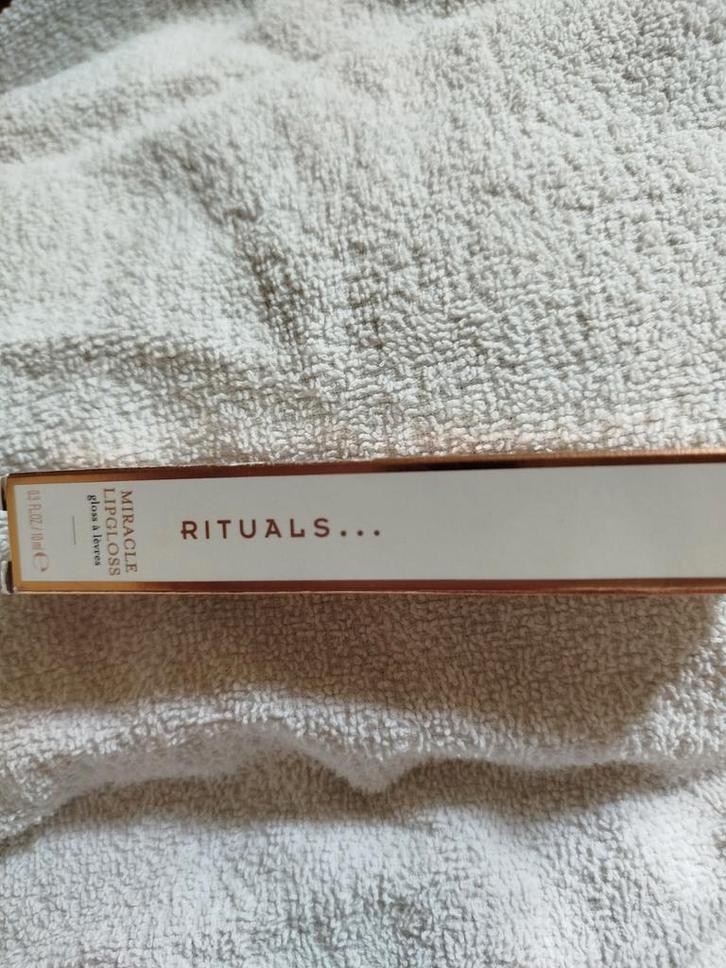 RITUALS...
MIRACLE
LIPGLOSS
gloss à lèvres
0.3 FL.OZ / 10 ml e